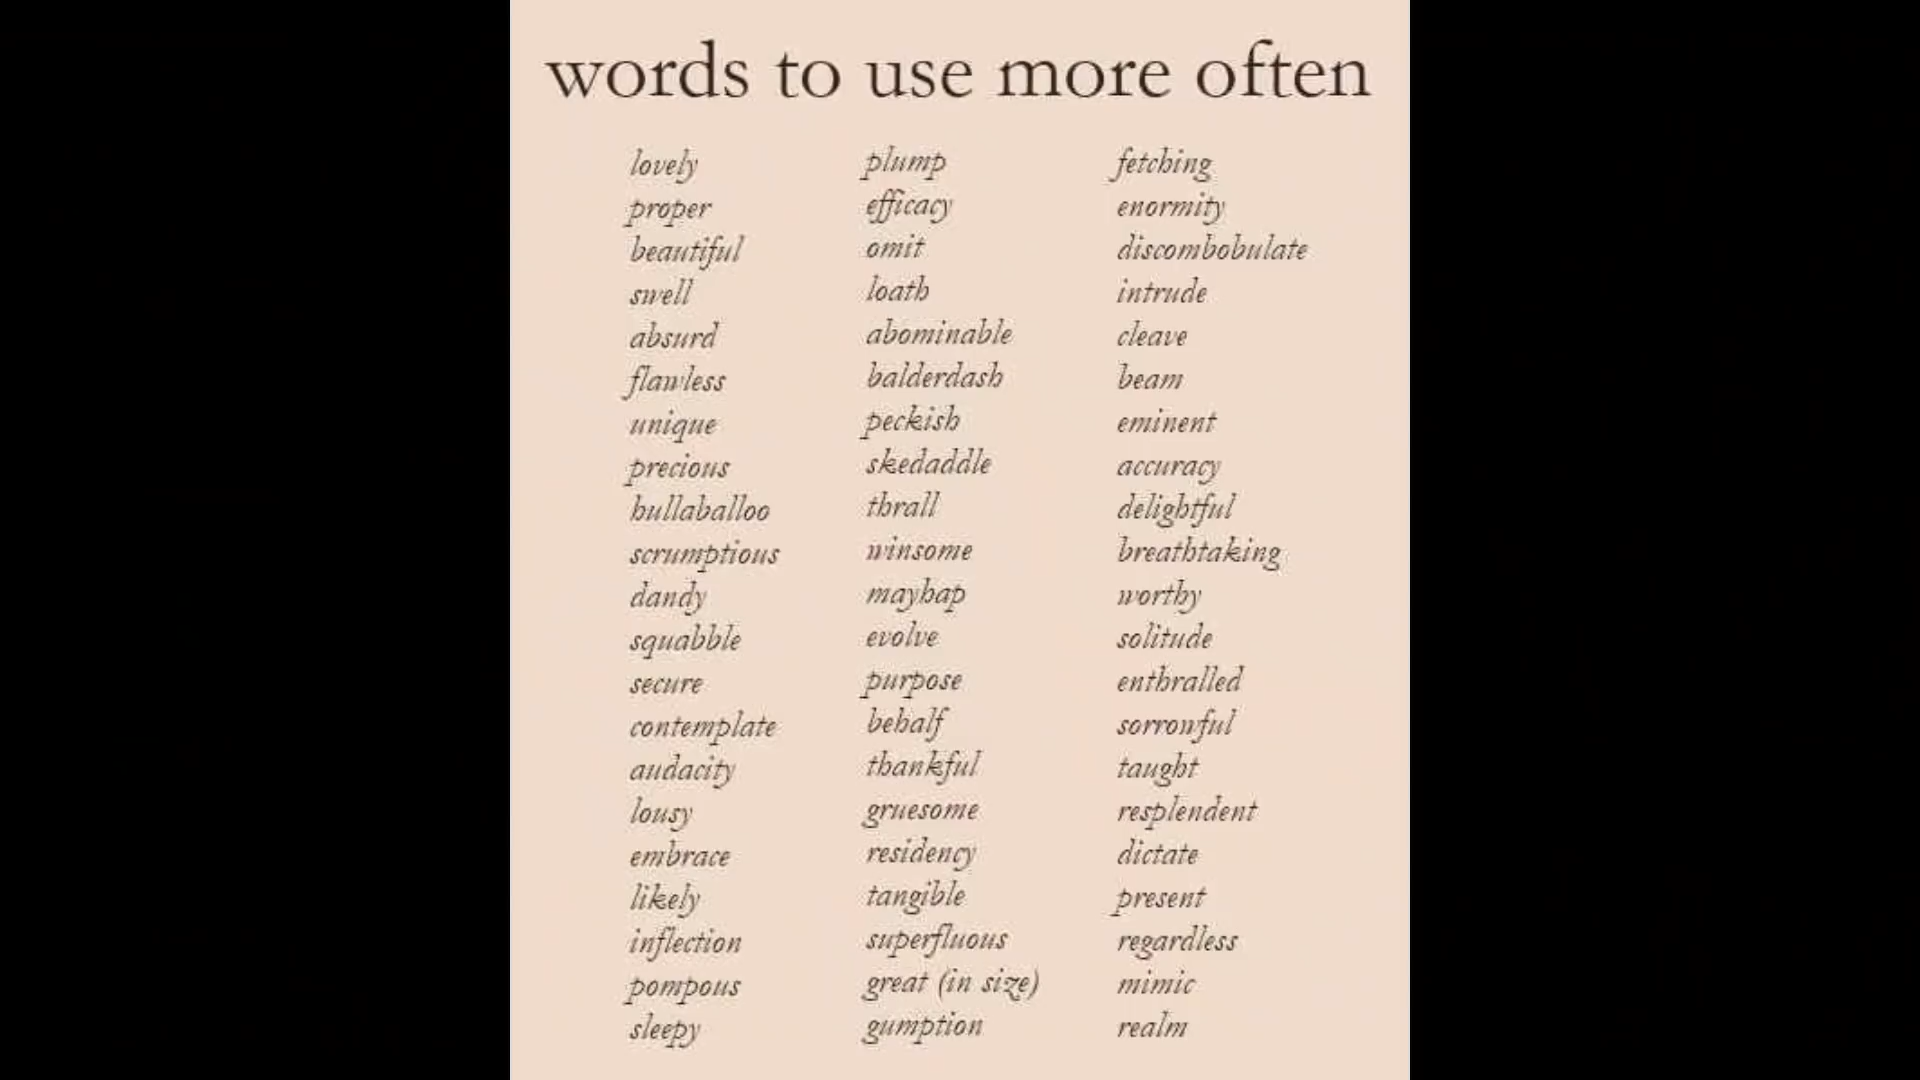 words to use more often
lovely
proper
beautiful
swell
absurd
flawless
unique
precious
hullaballoo
scrumptious
dandy
squabble
secure
contemplate
audacity
lousy
embrace
likely
inflection
pompous
sleepy
plump
efficacy
omit
loath
abominable
balderdash
peckish
skedaddle
thrall
winsome
mayhap
evolve
purpose
behalf
thankful
gruesome
residency
tangible
superfluous
great (in size)
gumption
fetching
enormity
discombobulate
intrude
cleave
beam
eminent
accuracy
delightful
breathtaking
worthy
solitude
enthralled
sorrowful
taught
resplendent
dictate
present
regardless
mimic
realm